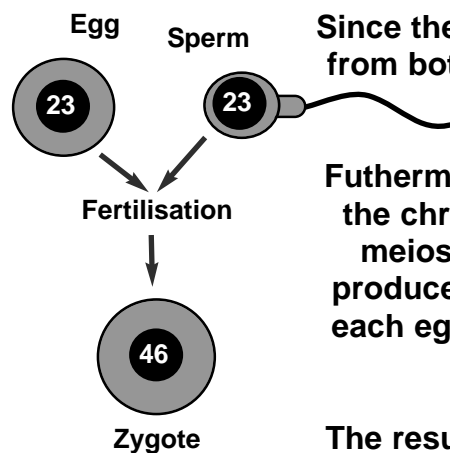 Egg
Sperm
23
23
Fertilisation
46
Zygote
Since the
from bot
Futherm
the chr
meios
produce
each eg
The resu